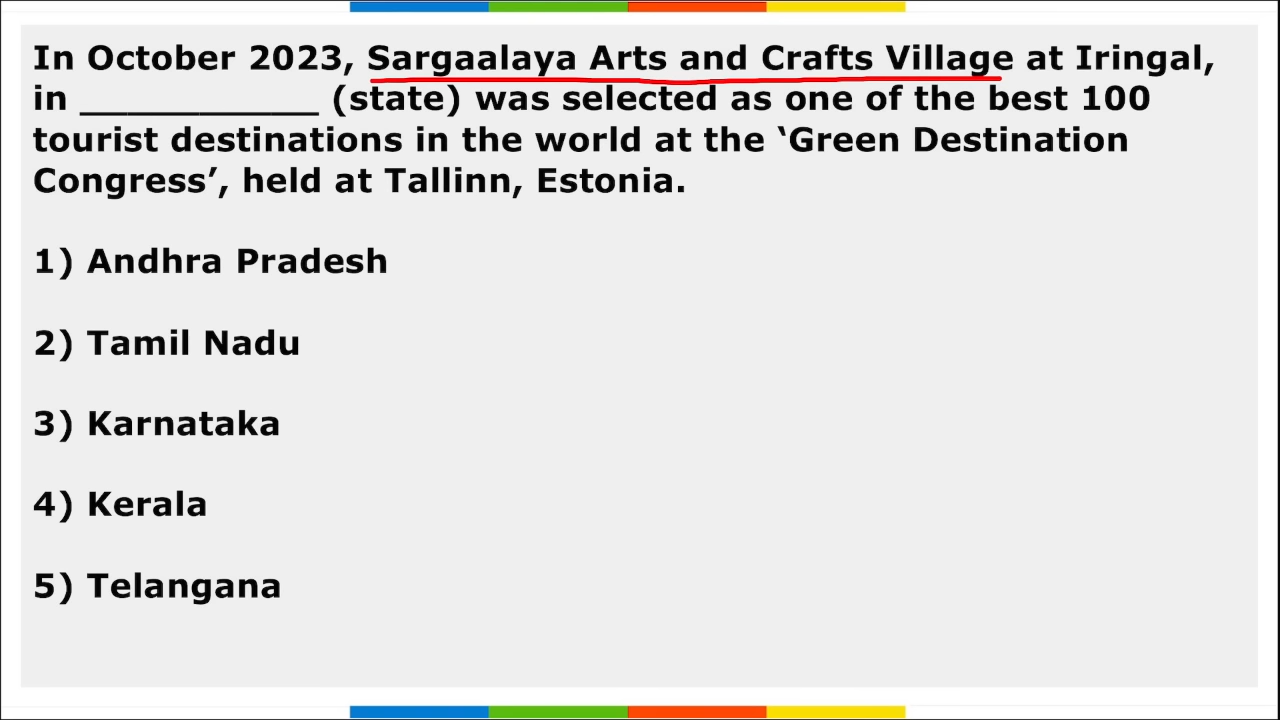 In October 2023, Sargaalaya Arts and Crafts Village at Iringal,
in ____________ (state) was selected as one of the best 100
tourist destinations in the world at the ‘Green Destination
Congress’, held at Tallinn, Estonia.
1) Andhra Pradesh
2) Tamil Nadu
3) Karnataka
4) Kerala
5) Telangana